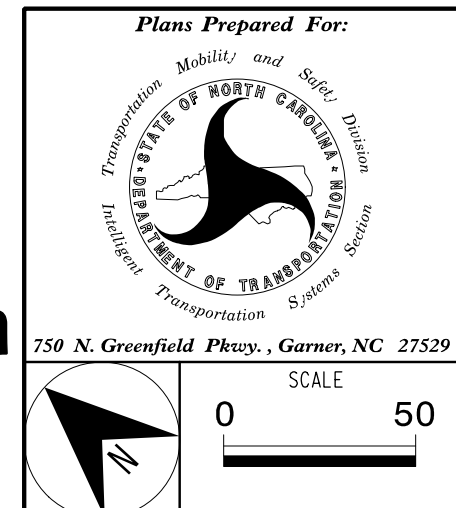 Plans Prepared For:
Transportation Mobility and Safety Division
STATE OF NORTH CAROLINA
DEPARTMENT OF TRANSPORTATION
Intelligent Transportation Systems Section
750 N. Greenfield Pkwy. , Garner, NC 27529
N
SCALE
0 50